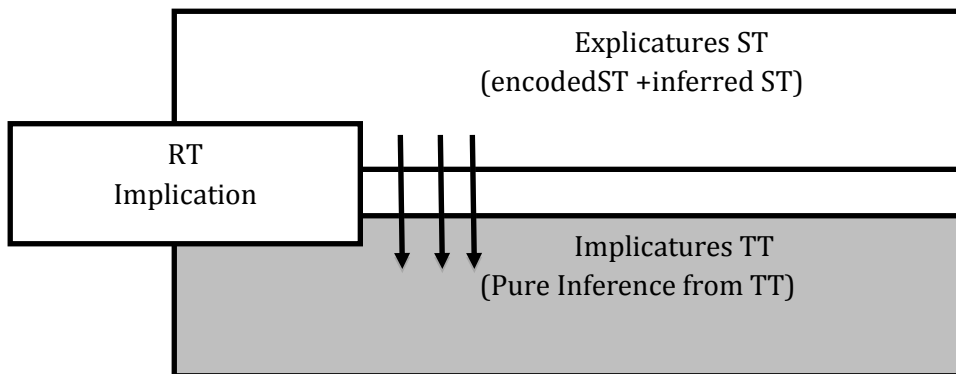 Explicatures ST
(encodedST +inferred ST)
RT
Implication
Implicatures TT
(Pure Inference from TT)